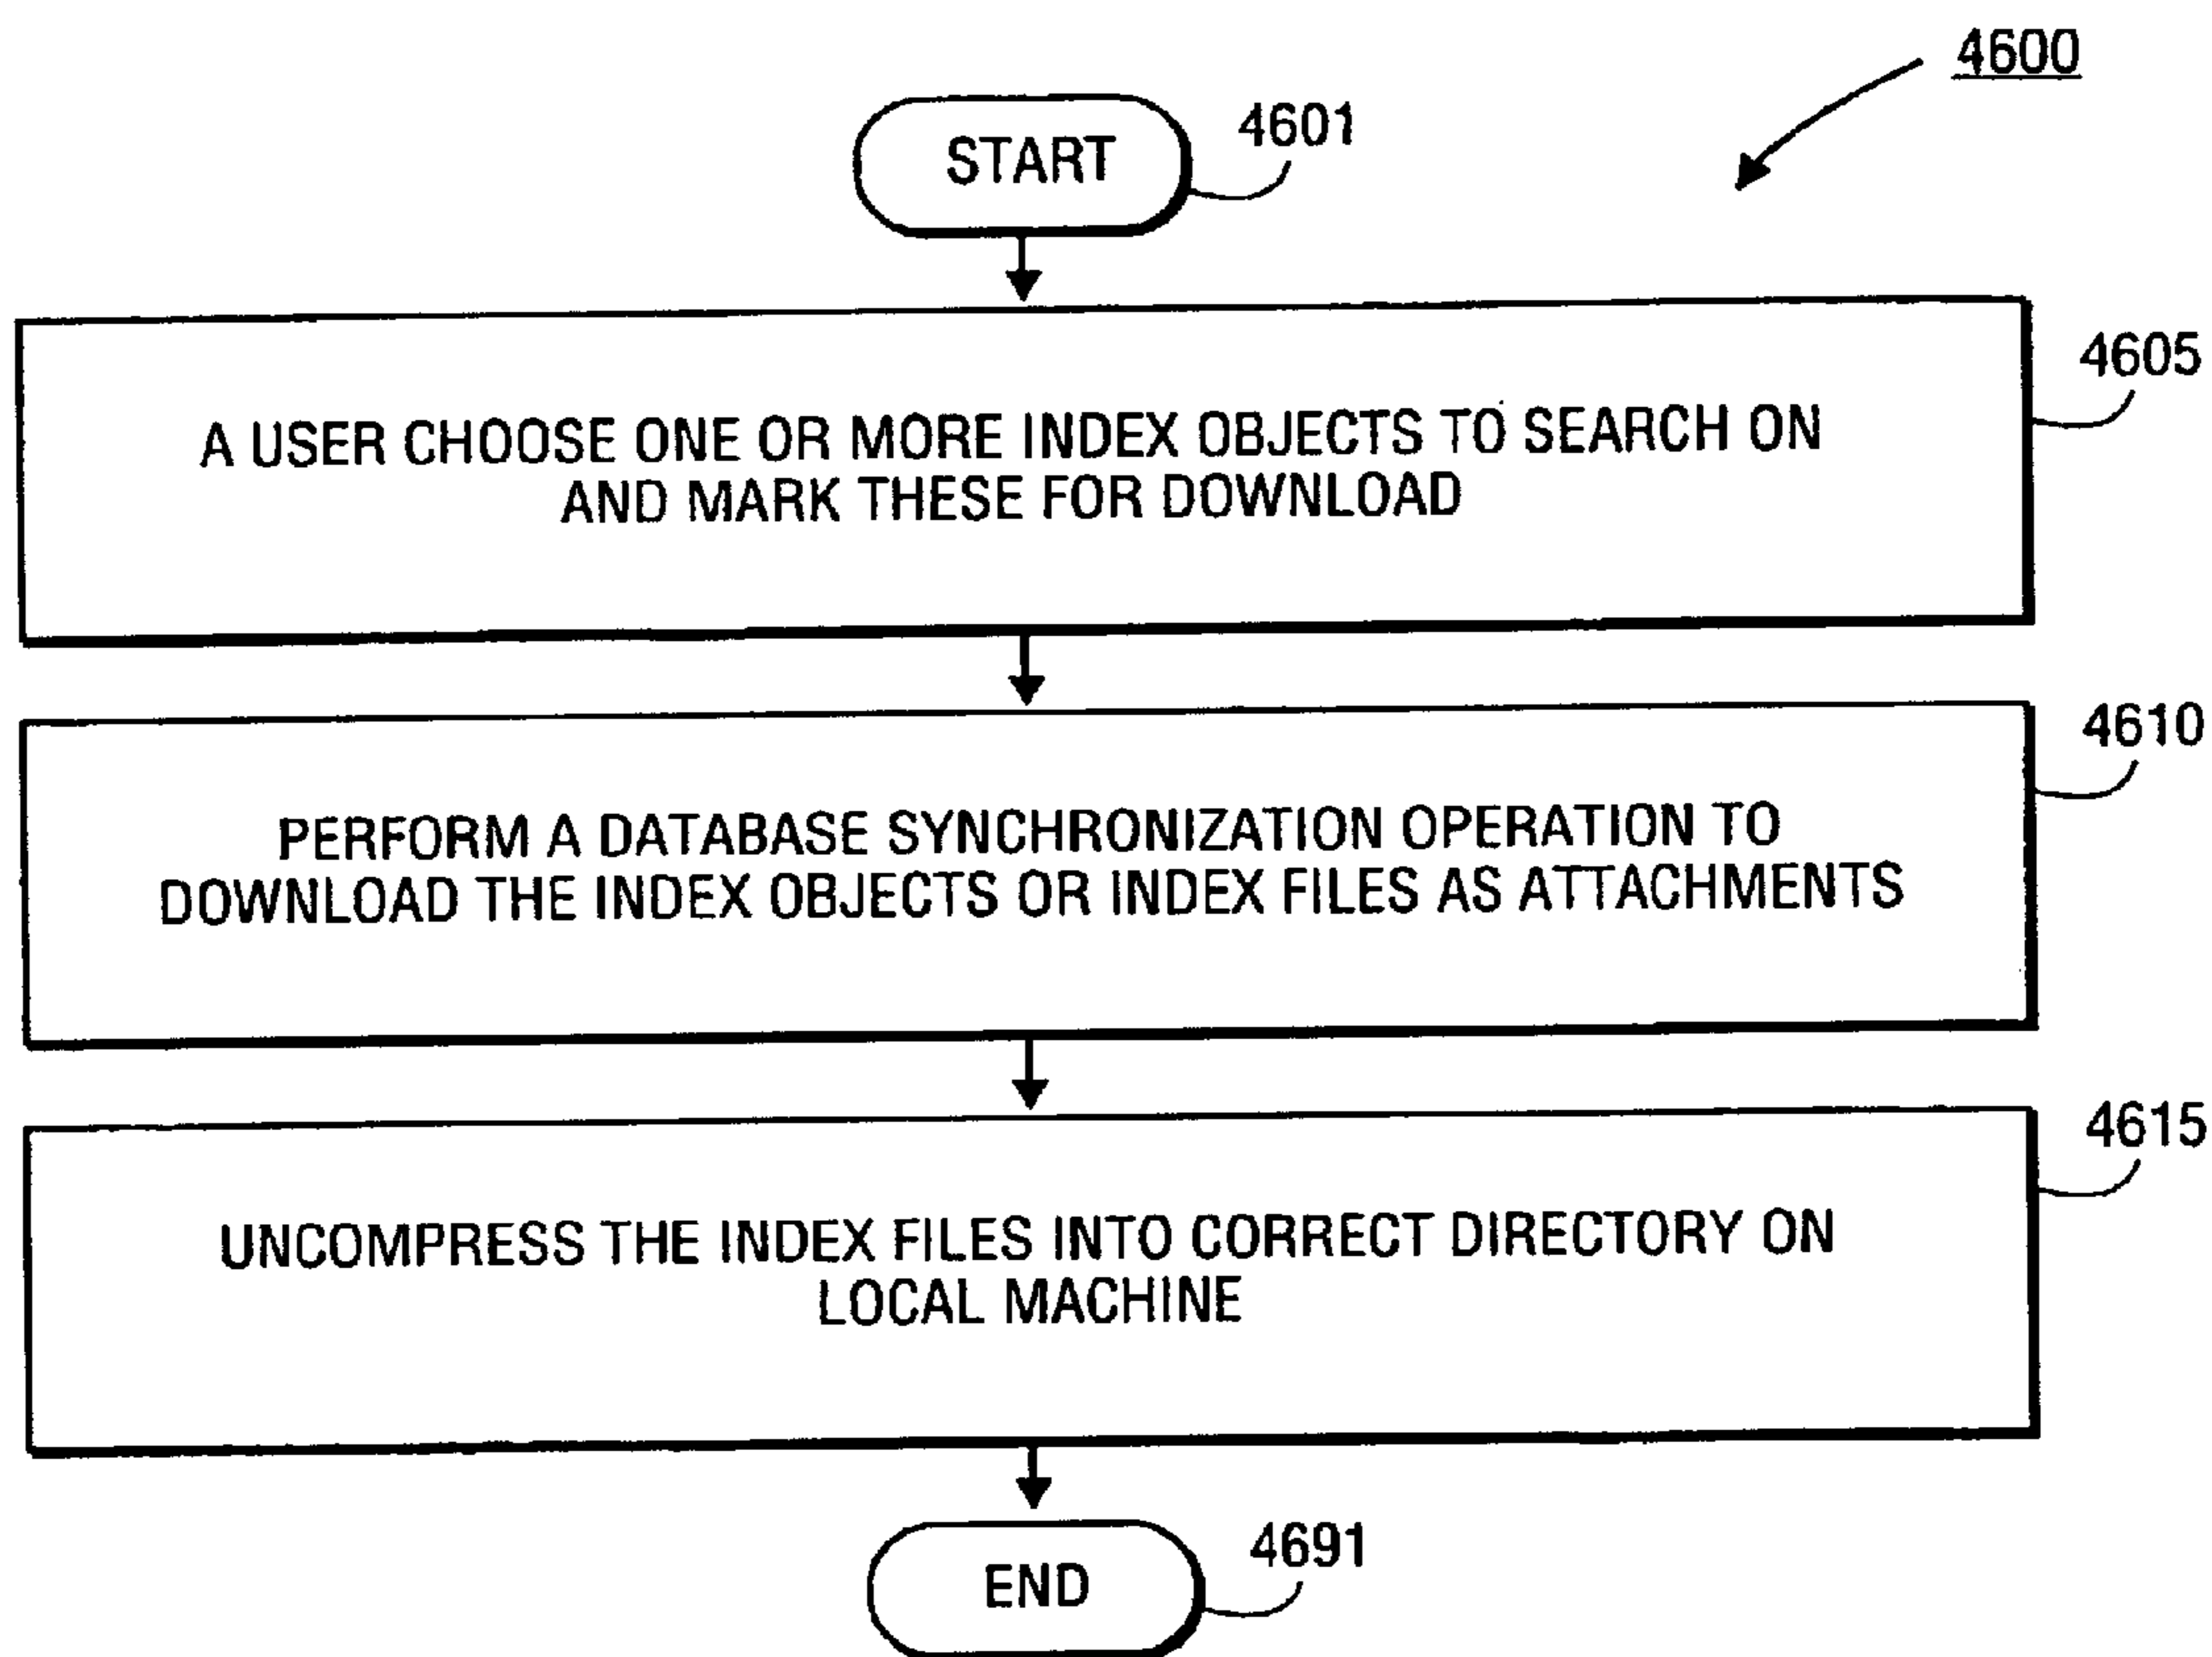 4600
START
4601
4605
A USER CHOOSE ONE OR MORE INDEX OBJECTS TO SEARCH ON
AND MARK THESE FOR DOWNLOAD
4610
PERFORM A DATABASE SYNCHRONIZATION OPERATION TO
DOWNLOAD THE INDEX OBJECTS OR INDEX FILES AS ATTACHMENTS
4615
UNCOMPRESS THE INDEX FILES INTO CORRECT DIRECTORY ON
LOCAL MACHINE
END
4691